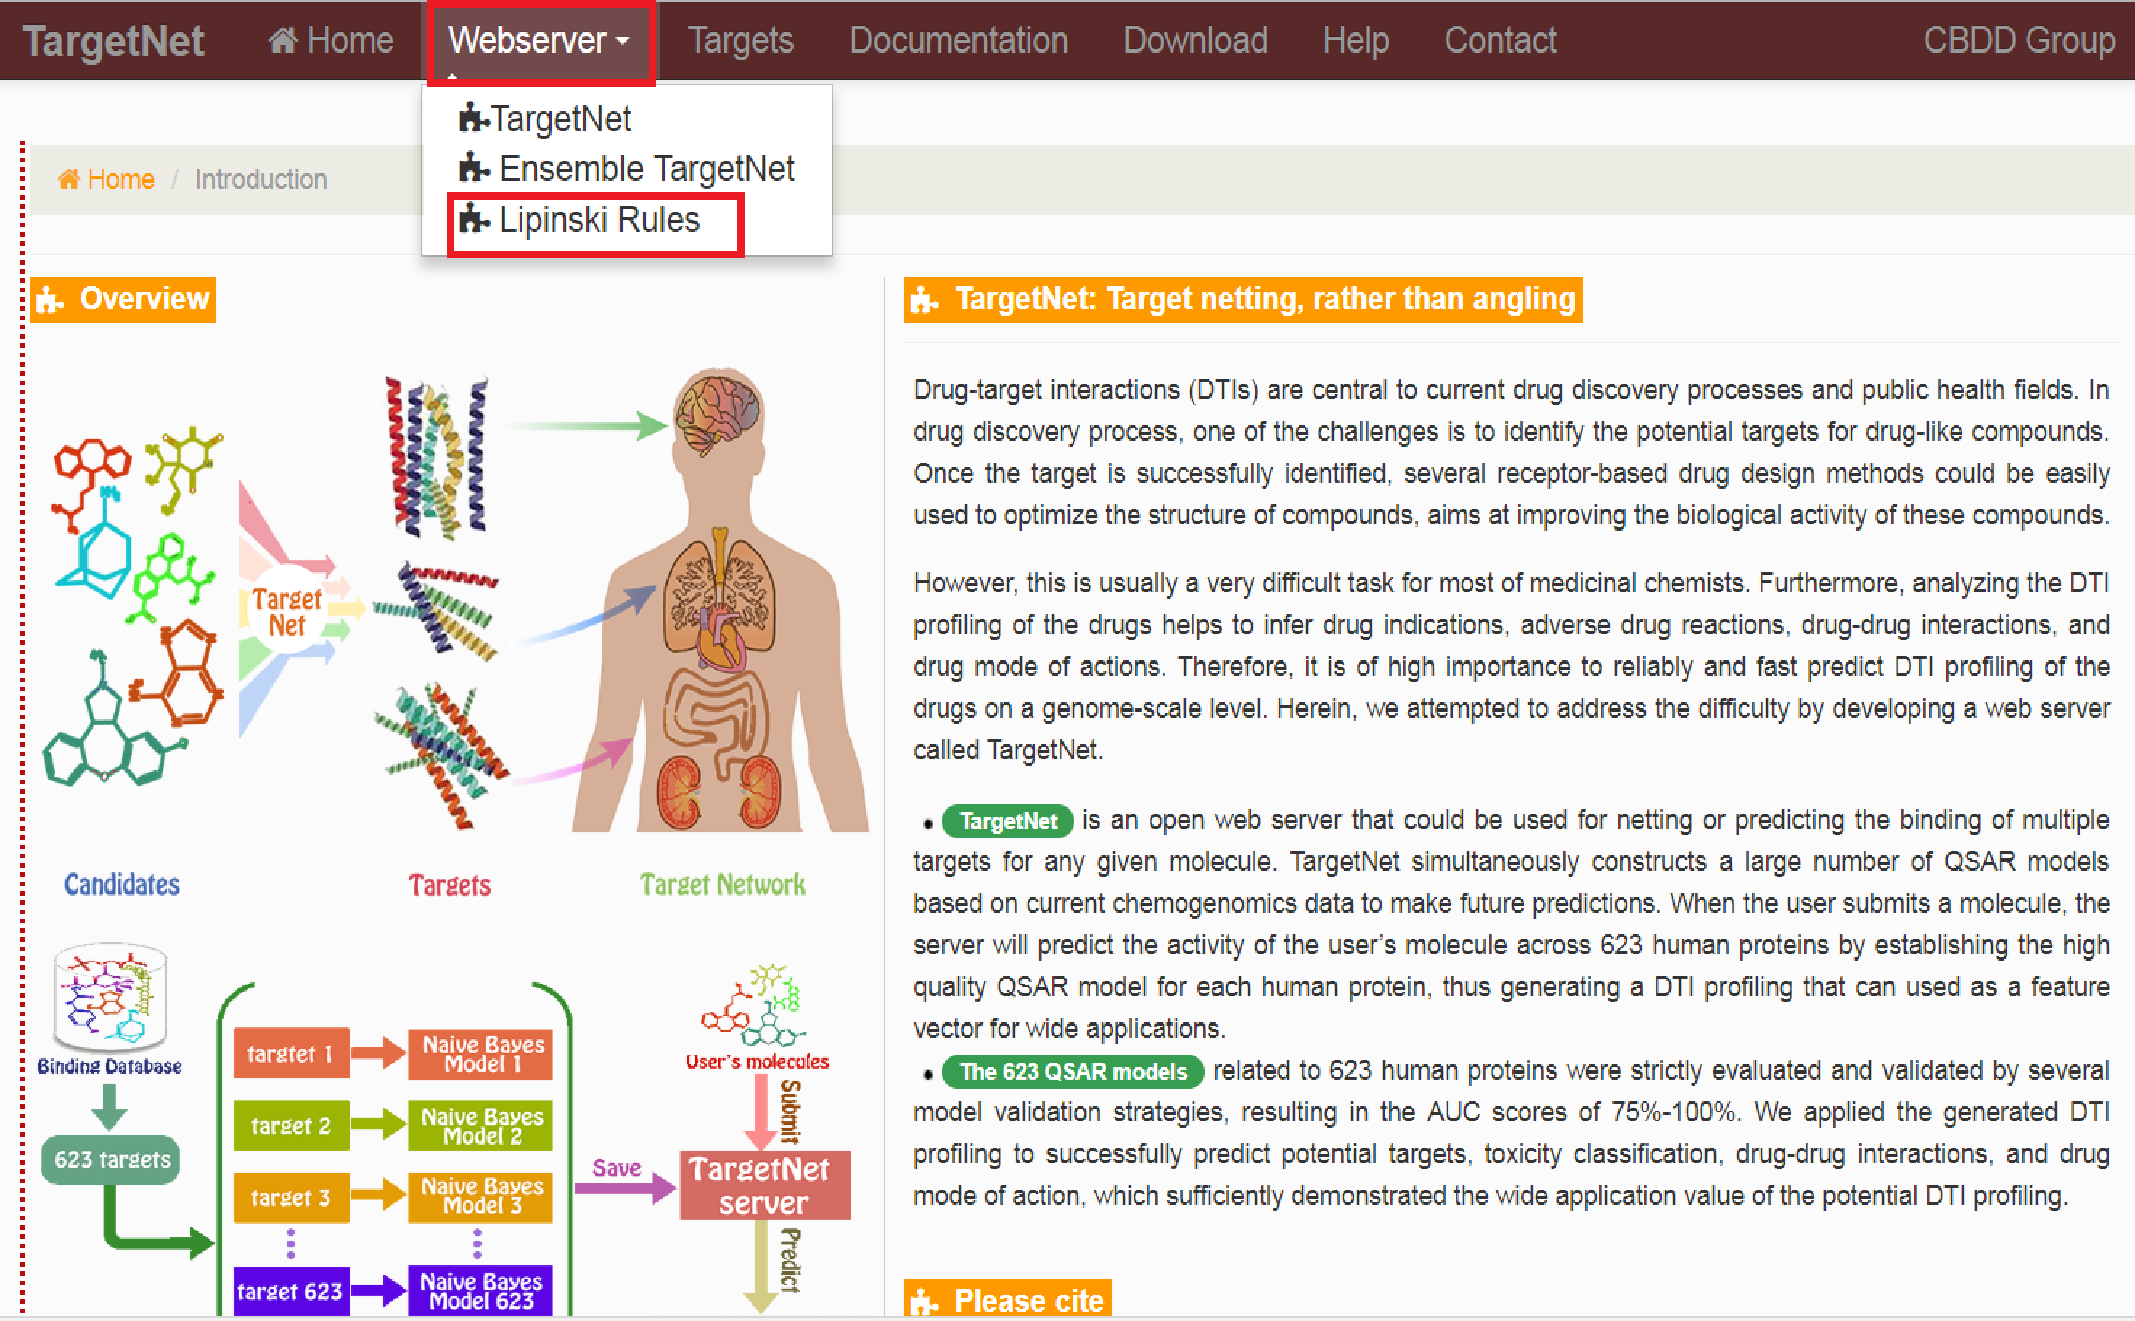 TargetNet Home Webserver Targets Documentation Download Help Contact CBDD Group
TargetNet
Ensemble TargetNet
Lipinski Rules
Home / Introduction
Overview
Target
Net
Candidates Targets Target Network
Binding Database
623 targets
targtet 1
Naive Bayes
Model 1
target 2
Naive Bayes
Model 2
target 3
Naive Bayes
Model 3
target 623
Naive Bayes
Model 623
Save
User's molecules
Submit
TargetNet
server
Predict
TargetNet: Target netting, rather than angling
Drug-target interactions (DTIs) are central to current drug discovery processes and public health fields. In
drug discovery process, one of the challenges is to identify the potential targets for drug-like compounds.
Once the target is successfully identified, several receptor-based drug design methods could be easily
used to optimize the structure of compounds, aims at improving the biological activity of these compounds.
However, this is usually a very difficult task for most of medicinal chemists. Furthermore, analyzing the DTI
profiling of the drugs helps to infer drug indications, adverse drug reactions, drug-drug interactions, and
drug mode of actions. Therefore, it is of high importance to reliably and fast predict DTI profiling of the
drugs on a genome-scale level. Herein, we attempted to address the difficulty by developing a web server
called TargetNet.
• TargetNet is an open web server that could be used for netting or predicting the binding of multiple
targets for any given molecule. TargetNet simultaneously constructs a large number of QSAR models
based on current chemogenomics data to make future predictions. When the user submits a molecule, the
server will predict the activity of the user's molecule across 623 human proteins by establishing the high
quality QSAR model for each human protein, thus generating a DTI profiling that can used as a feature
vector for wide applications.
• The 623 QSAR models related to 623 human proteins were strictly evaluated and validated by several
model validation strategies, resulting in the AUC scores of 75%-100%. We applied the generated DTI
profiling to successfully predict potential targets, toxicity classification, drug-drug interactions, and drug
mode of action, which sufficiently demonstrated the wide application value of the potential DTI profiling.
Please cite